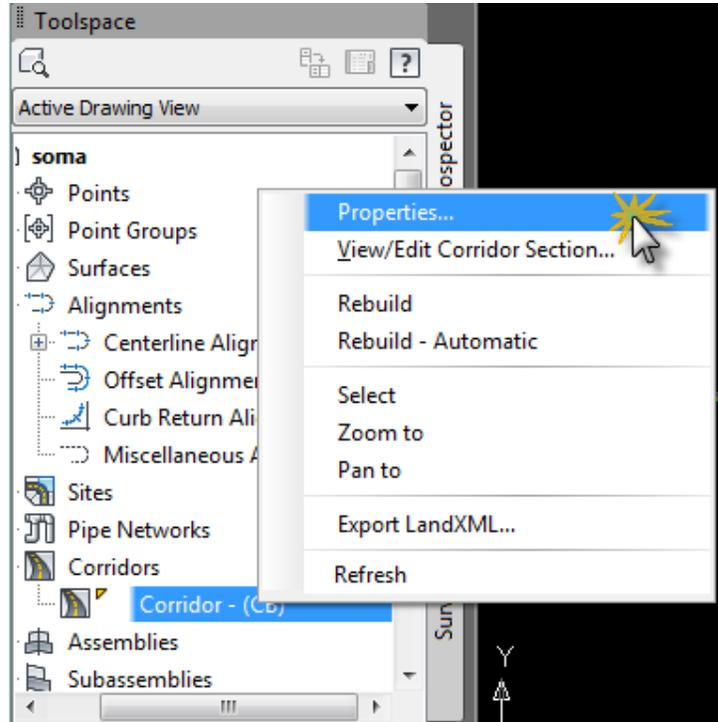 Toolspace
?
Active Drawing View
soma
Points
Point Groups
Surfaces
Alignments
Centerline Align
Offset Alignmen
Curb Return Ali
Miscellaneous A
Sites
Pipe Networks
Corridors
Corridor - (CB)
Assemblies
Subassemblies
Properties...
View/Edit Corridor Section...
Rebuild
Rebuild - Automatic
Select
Zoom to
Pan to
Export LandXML...
Refresh
ospector
Sur
Y